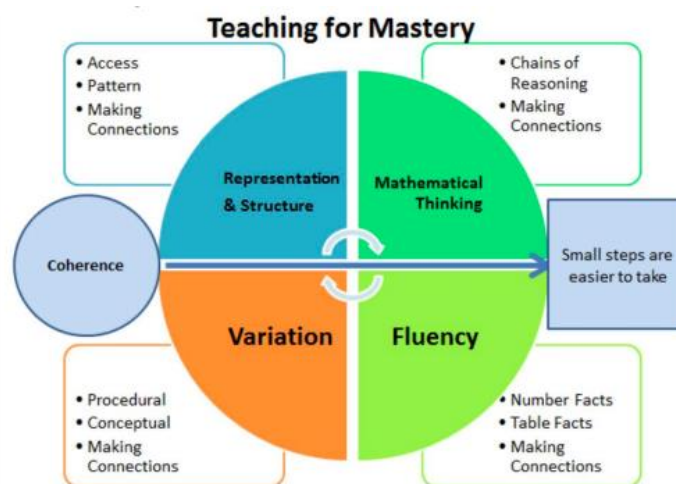 Teaching for Mastery
• Access
• Pattern
• Making
Connections
• Chains of
Reasoning
• Making
Connections
Representation
& Structure
Mathematical
Thinking
Coherence
Small steps are
easier to take
Variation
Fluency
• Procedural
• Conceptual
• Making
Connections
• Number Facts
• Table Facts
• Making
Connections